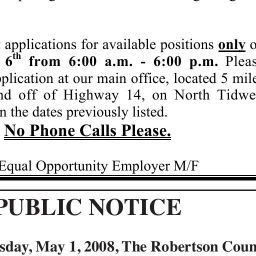 applications for available positions only
6th from 6:00 a.m. - 6:00 p.m. Pleas
plication at our main office, located 5 mile
nd off of Highway 14, on North Tidwe
n the dates previously listed.
No Phone Calls Please.
Equal Opportunity Employer M/F
PUBLIC NOTICE
sday, May 1, 2008, The Robertson Coun